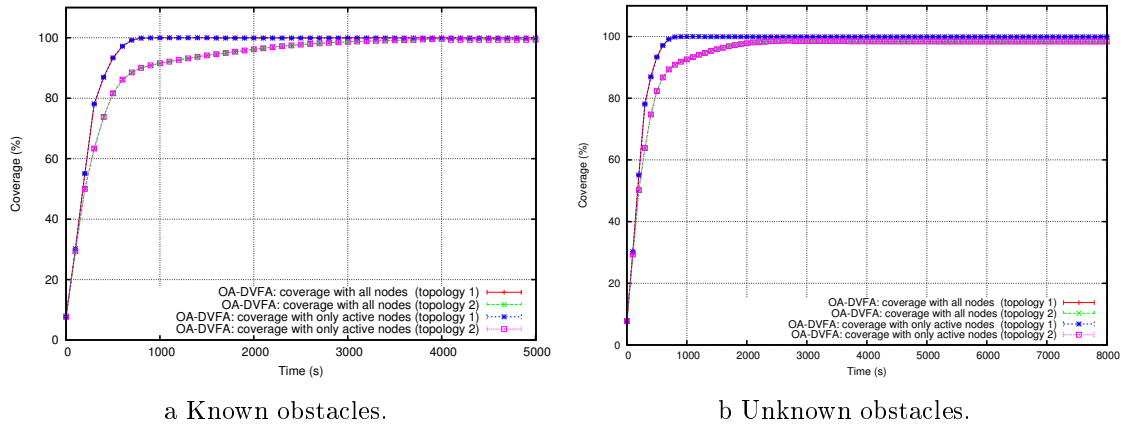 100
80
60
40
20
0
Coverage (%)
OA-DVFA: coverage with all nodes (topology 1)
OA-DVFA: coverage with all nodes (topology 2)
OA-DVFA: coverage with only active nodes (topology 1)
OA-DVFA: coverage with only active nodes (topology 2)
0 1000 2000 3000 4000 5000
Time (s)
a Known obstacles.
100
80
60
40
20
0
Coverage (%)
OA-DVFA: coverage with all nodes (topology 1)
OA-DVFA: coverage with all nodes (topology 2)
OA-DVFA: coverage with only active nodes (topology 1)
OA-DVFA: coverage with only active nodes (topology 2)
0 1000 2000 3000 4000 5000 6000 7000 8000
Time (s)
b Unknown obstacles.